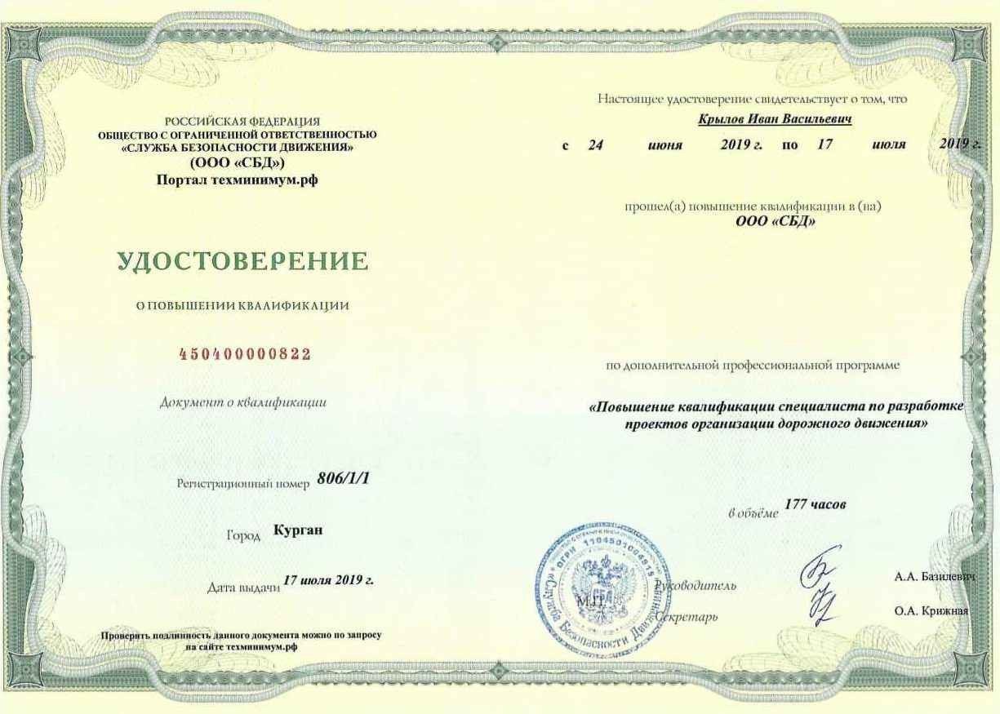 РОССИЙСКАЯ ФЕДЕРАЦИЯ
ОБЩЕСТВО С ОГРАНИЧЕННОЙ ОТВЕТСТВЕННОСТЬЮ
«СЛУЖБА БЕЗОПАСНОСТИ ДВИЖЕНИЯ»
(ООО «СБД»)
Портал техминимум.рф
УДОСТОВЕРЕНИЕ
О ПОВЫШЕНИИ КВАЛИФИКАЦИИ
450400000822
Документ о квалификации
Регистрационный номер 806/1/1
Город Курган
Дата выдачи 17 июля 2019 г.
Проверить подлинность данного документа можно по запросу
на сайте техминимум.рф
Настоящее удостоверение свидетельствует о том, что
Крылов Иван Васильевич
с 24 июня 2019 г. по 17 июля 2019 г.
прошел(а) повышение квалификации в (на)
ООО «СБД»
по дополнительной профессиональной программе
«Повышение квалификации специалиста по разработке
проектов организации дорожного движения»
в объёме 177 часов
Руководитель А.А. Базилевич
М.П.
Секретарь О.А. Крижная
ОГРН 1104501004915
«Служба Безопасности Движения»
СБД